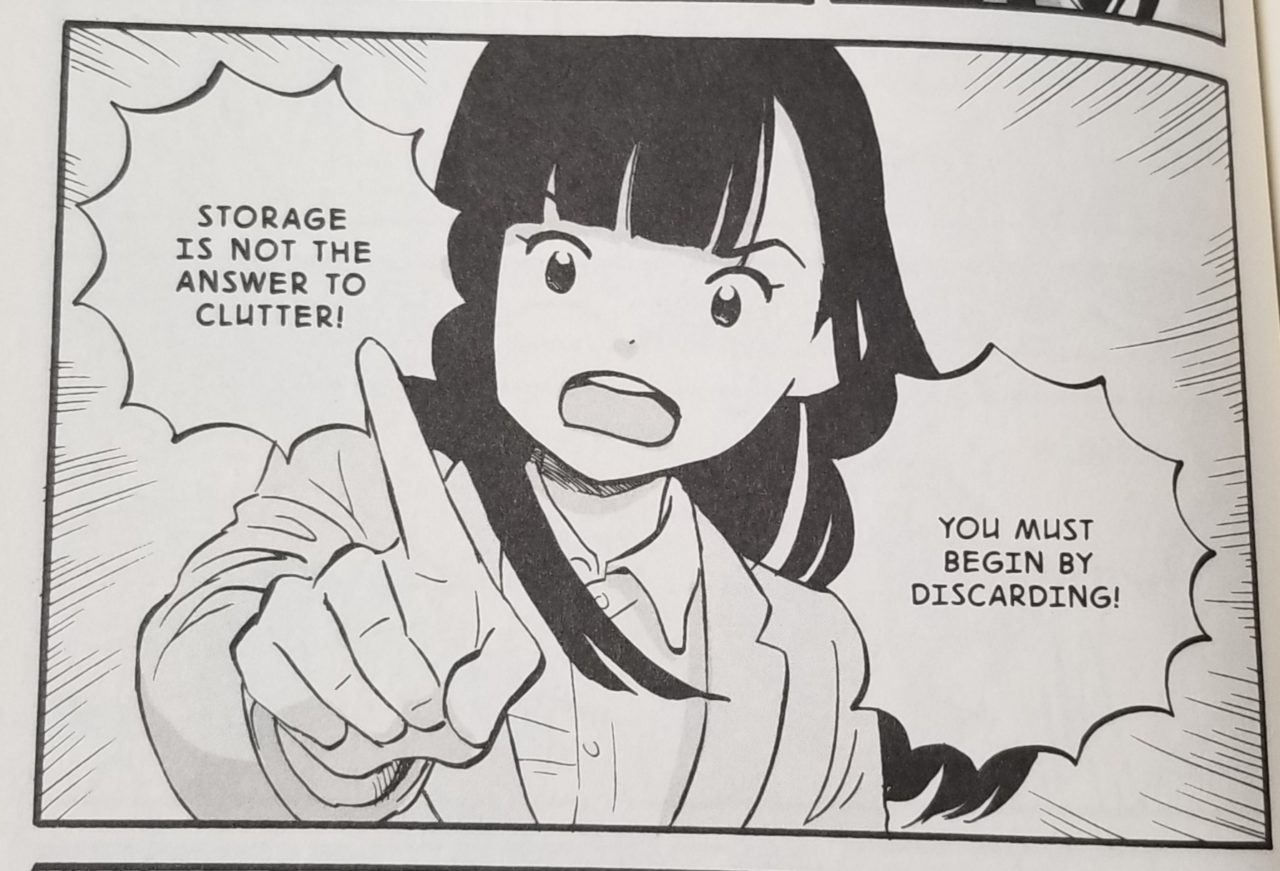 STORAGE
IS NOT THE
ANSWER TO
CLUTTER!
YOU MUST
BEGIN BY
DISCARDING!